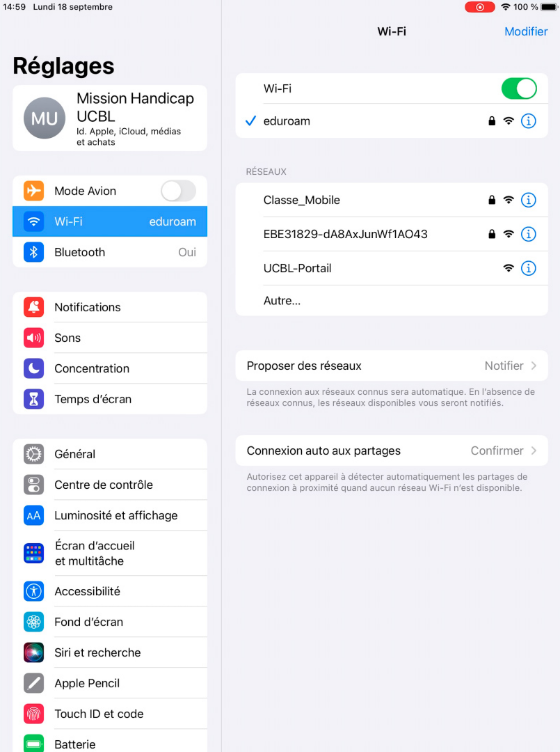 14:59 Lundi 18 septembre
100 %
Réglages
MU
Mission Handicap
UCBL
Id. Apple, iCloud, médias
et achats
Mode Avion
Wi-Fi eduroam
Bluetooth Oui
Notifications
Sons
Concentration
Temps d'écran
Général
Centre de contrôle
AA Luminosité et affichage
Écran d'accueil
et multitâche
Accessibilité
Fond d'écran
Siri et recherche
Apple Pencil
Touch ID et code
Batterie
Wi-Fi
Modifier
Wi-Fi
eduroam
RÉSEAUX
Classe_Mobile
EBE31829-dA8AxJunWf1AO43
UCBL-Portail
Autre...
Proposer des réseaux Notifier
La connexion aux réseaux connus sera automatique. En l'absence de
réseaux connus, les réseaux disponibles vous seront notifiés.
Connexion auto aux partages Confirmer
Autorisez cet appareil à détecter automatiquement les partages de
connexion à proximité quand aucun réseau Wi-Fi n'est disponible.